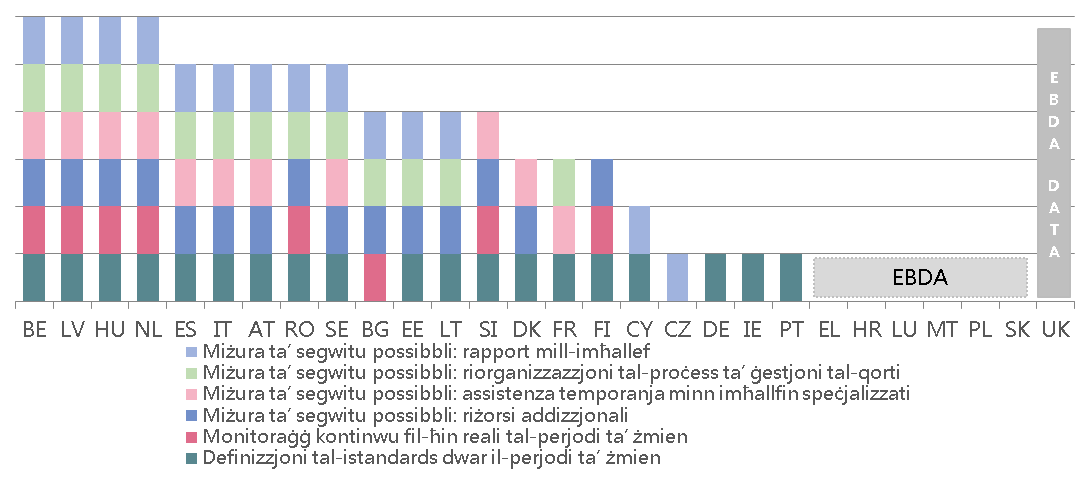 EBDA DATA
EBDA
BE LV HU NL ES IT AT RO SE BG EE LT SI DK FR FI CY CZ DE IE PT EL HR LU MT PL SK UK
Miżura ta’ segwitu possibbli: rapport mill-imħallef
Miżura ta’ segwitu possibbli: riorganizzazzjoni tal-proċess ta’ ġestjoni tal-qorti
Miżura ta’ segwitu possibbli: assistenza temporanja minn imħallfin speċjalizzati
Miżura ta’ segwitu possibbli: riżorsi addizzjonali
Monitoraġġ kontinwu fil-ħin reali tal-perjodi ta’ żmien
Definizzjoni tal-istandards dwar il-perjodi ta’ żmien